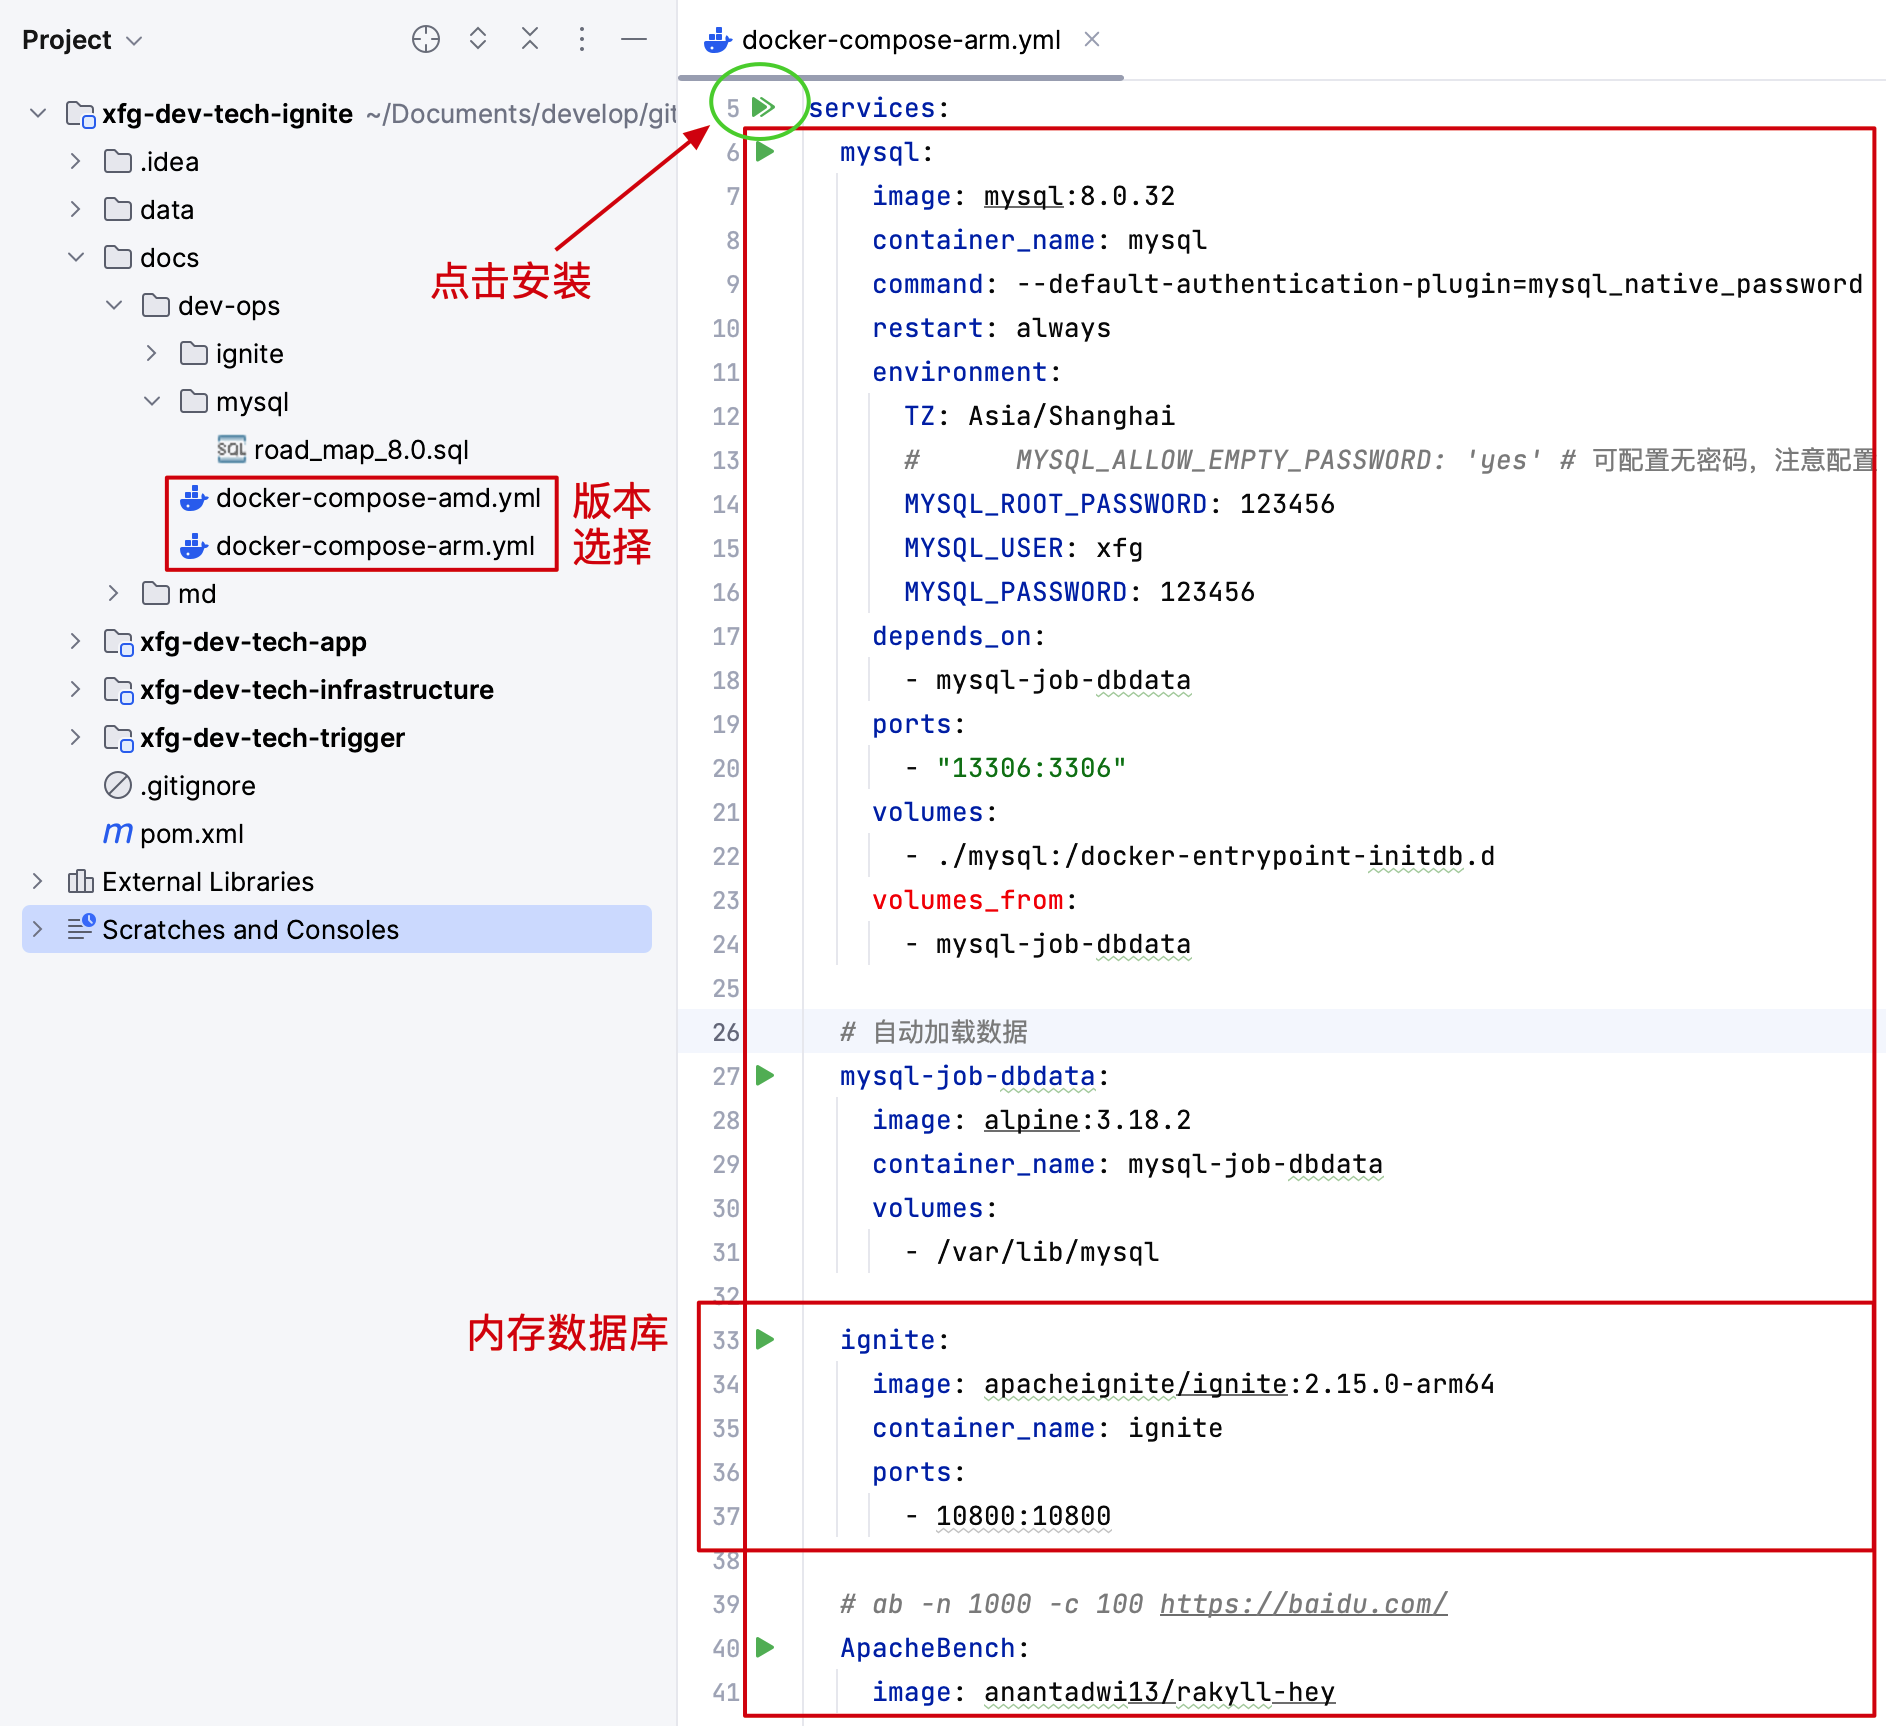 Project
xfg-dev-tech-ignite ~/Documents/develop/git
.idea
data
docs
dev-ops
ignite
mysql
road_map_8.0.sql
docker-compose-amd.yml
docker-compose-arm.yml
md
xfg-dev-tech-app
xfg-dev-tech-infrastructure
xfg-dev-tech-trigger
.gitignore
pom.xml
External Libraries
Scratches and Consoles
点击安装
版本
选择
内存数据库
docker-compose-arm.yml
5 services:
6 mysql:
7 image: mysql:8.0.32
8 container_name: mysql
9 command: --default-authentication-plugin=mysql_native_password
10 restart: always
11 environment:
12 TZ: Asia/Shanghai
13 # MYSQL_ALLOW_EMPTY_PASSWORD: 'yes' # 可配置无密码，注意配置
14 MYSQL_ROOT_PASSWORD: 123456
15 MYSQL_USER: xfg
16 MYSQL_PASSWORD: 123456
17 depends_on:
18 - mysql-job-dbdata
19 ports:
20 - "13306:3306"
21 volumes:
22 - ./mysql:/docker-entrypoint-initdb.d
23 volumes_from:
24 - mysql-job-dbdata
25
26 # 自动加载数据
27 mysql-job-dbdata:
28 image: alpine:3.18.2
29 container_name: mysql-job-dbdata
30 volumes:
31 - /var/lib/mysql
32
33 ignite:
34 image: apacheignite/ignite:2.15.0-arm64
35 container_name: ignite
36 ports:
37 - 10800:10800
38
39 # ab -n 1000 -c 100 https://baidu.com/
40 ApacheBench:
41 image: anantadwi13/rakyll-hey